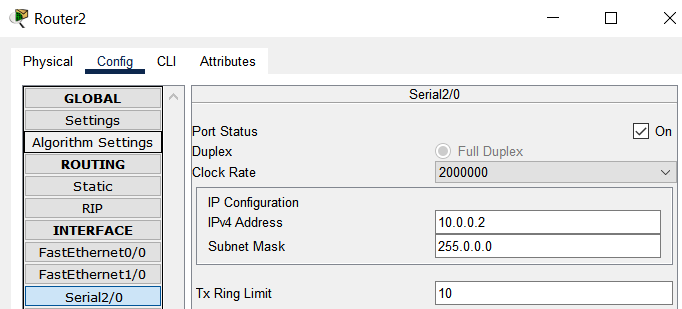 Router2
Physical Config CLI Attributes
GLOBAL
Settings
Algorithm Settings
ROUTING
Static
RIP
INTERFACE
FastEthernet0/0
FastEthernet1/0
Serial2/0
Serial2/0
Port Status On
Duplex Full Duplex
Clock Rate 2000000
IP Configuration
IPv4 Address 10.0.0.2
Subnet Mask 255.0.0.0
Tx Ring Limit 10